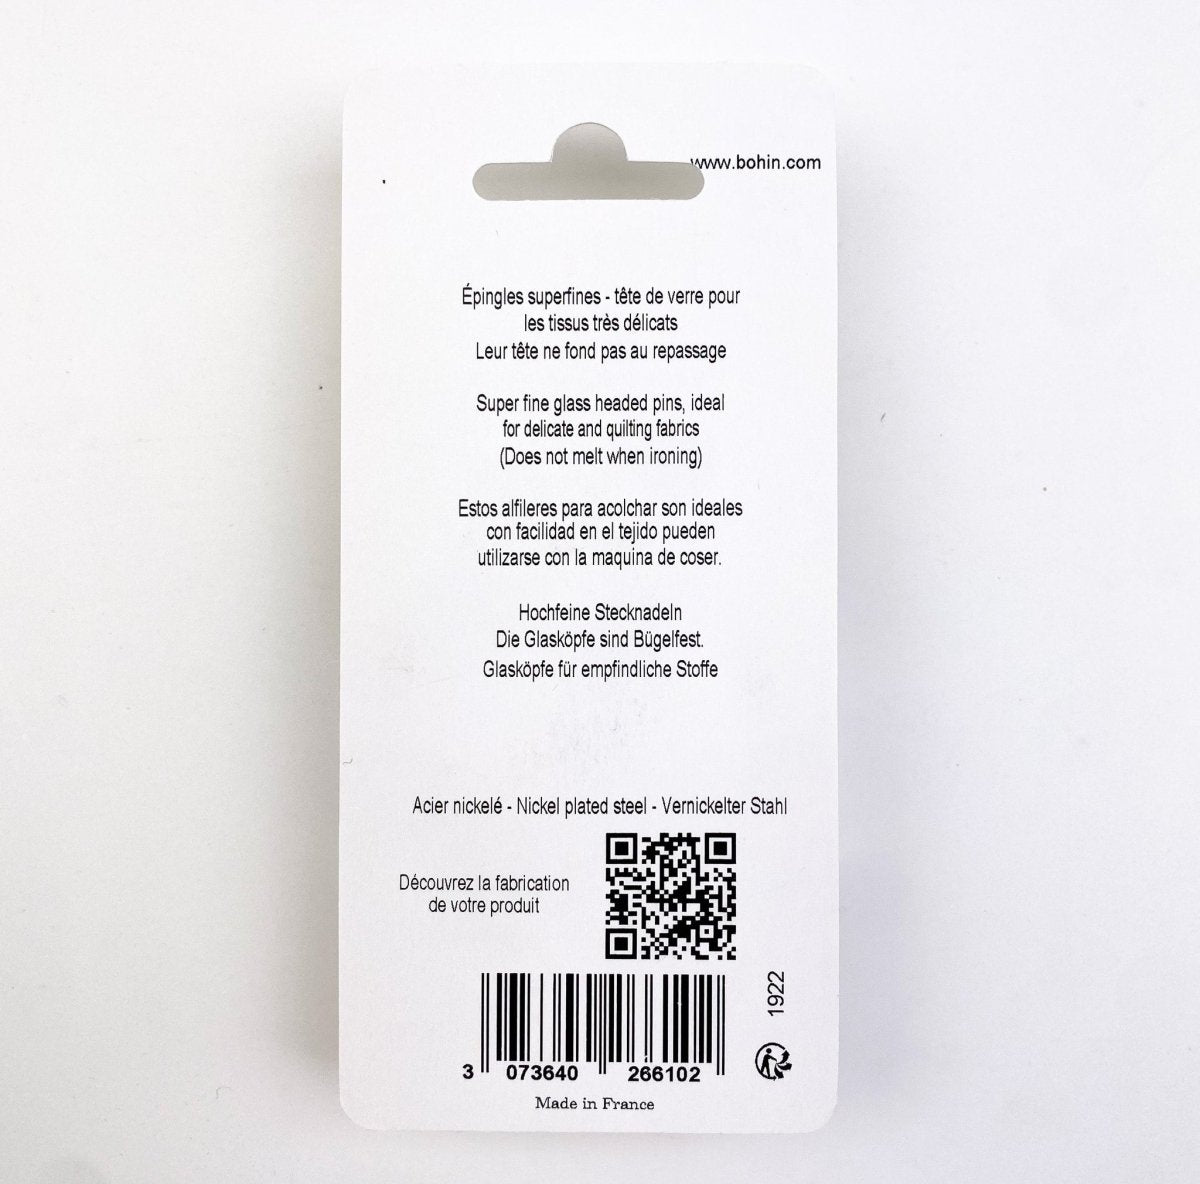 www.bohin.com
Épingles superfines - tête de verre pour
les tissus très délicats
Leur tête ne fond pas au repassage
Super fine glass headed pins, ideal
for delicate and quilting fabrics
(Does not melt when ironing)
Estos alfileres para acolchar son ideales
con facilidad en el tejido pueden
utilizarse con la maquina de coser.
Hochfeine Stecknadeln
Die Glasköpfe sind Bügelfest.
Glasköpfe für empfindliche Stoffe
Acier nickelé - Nickel plated steel - Vernickelter Stahl
Découvrez la fabrication
de votre produit
1922
3 073640 266102
Made in France